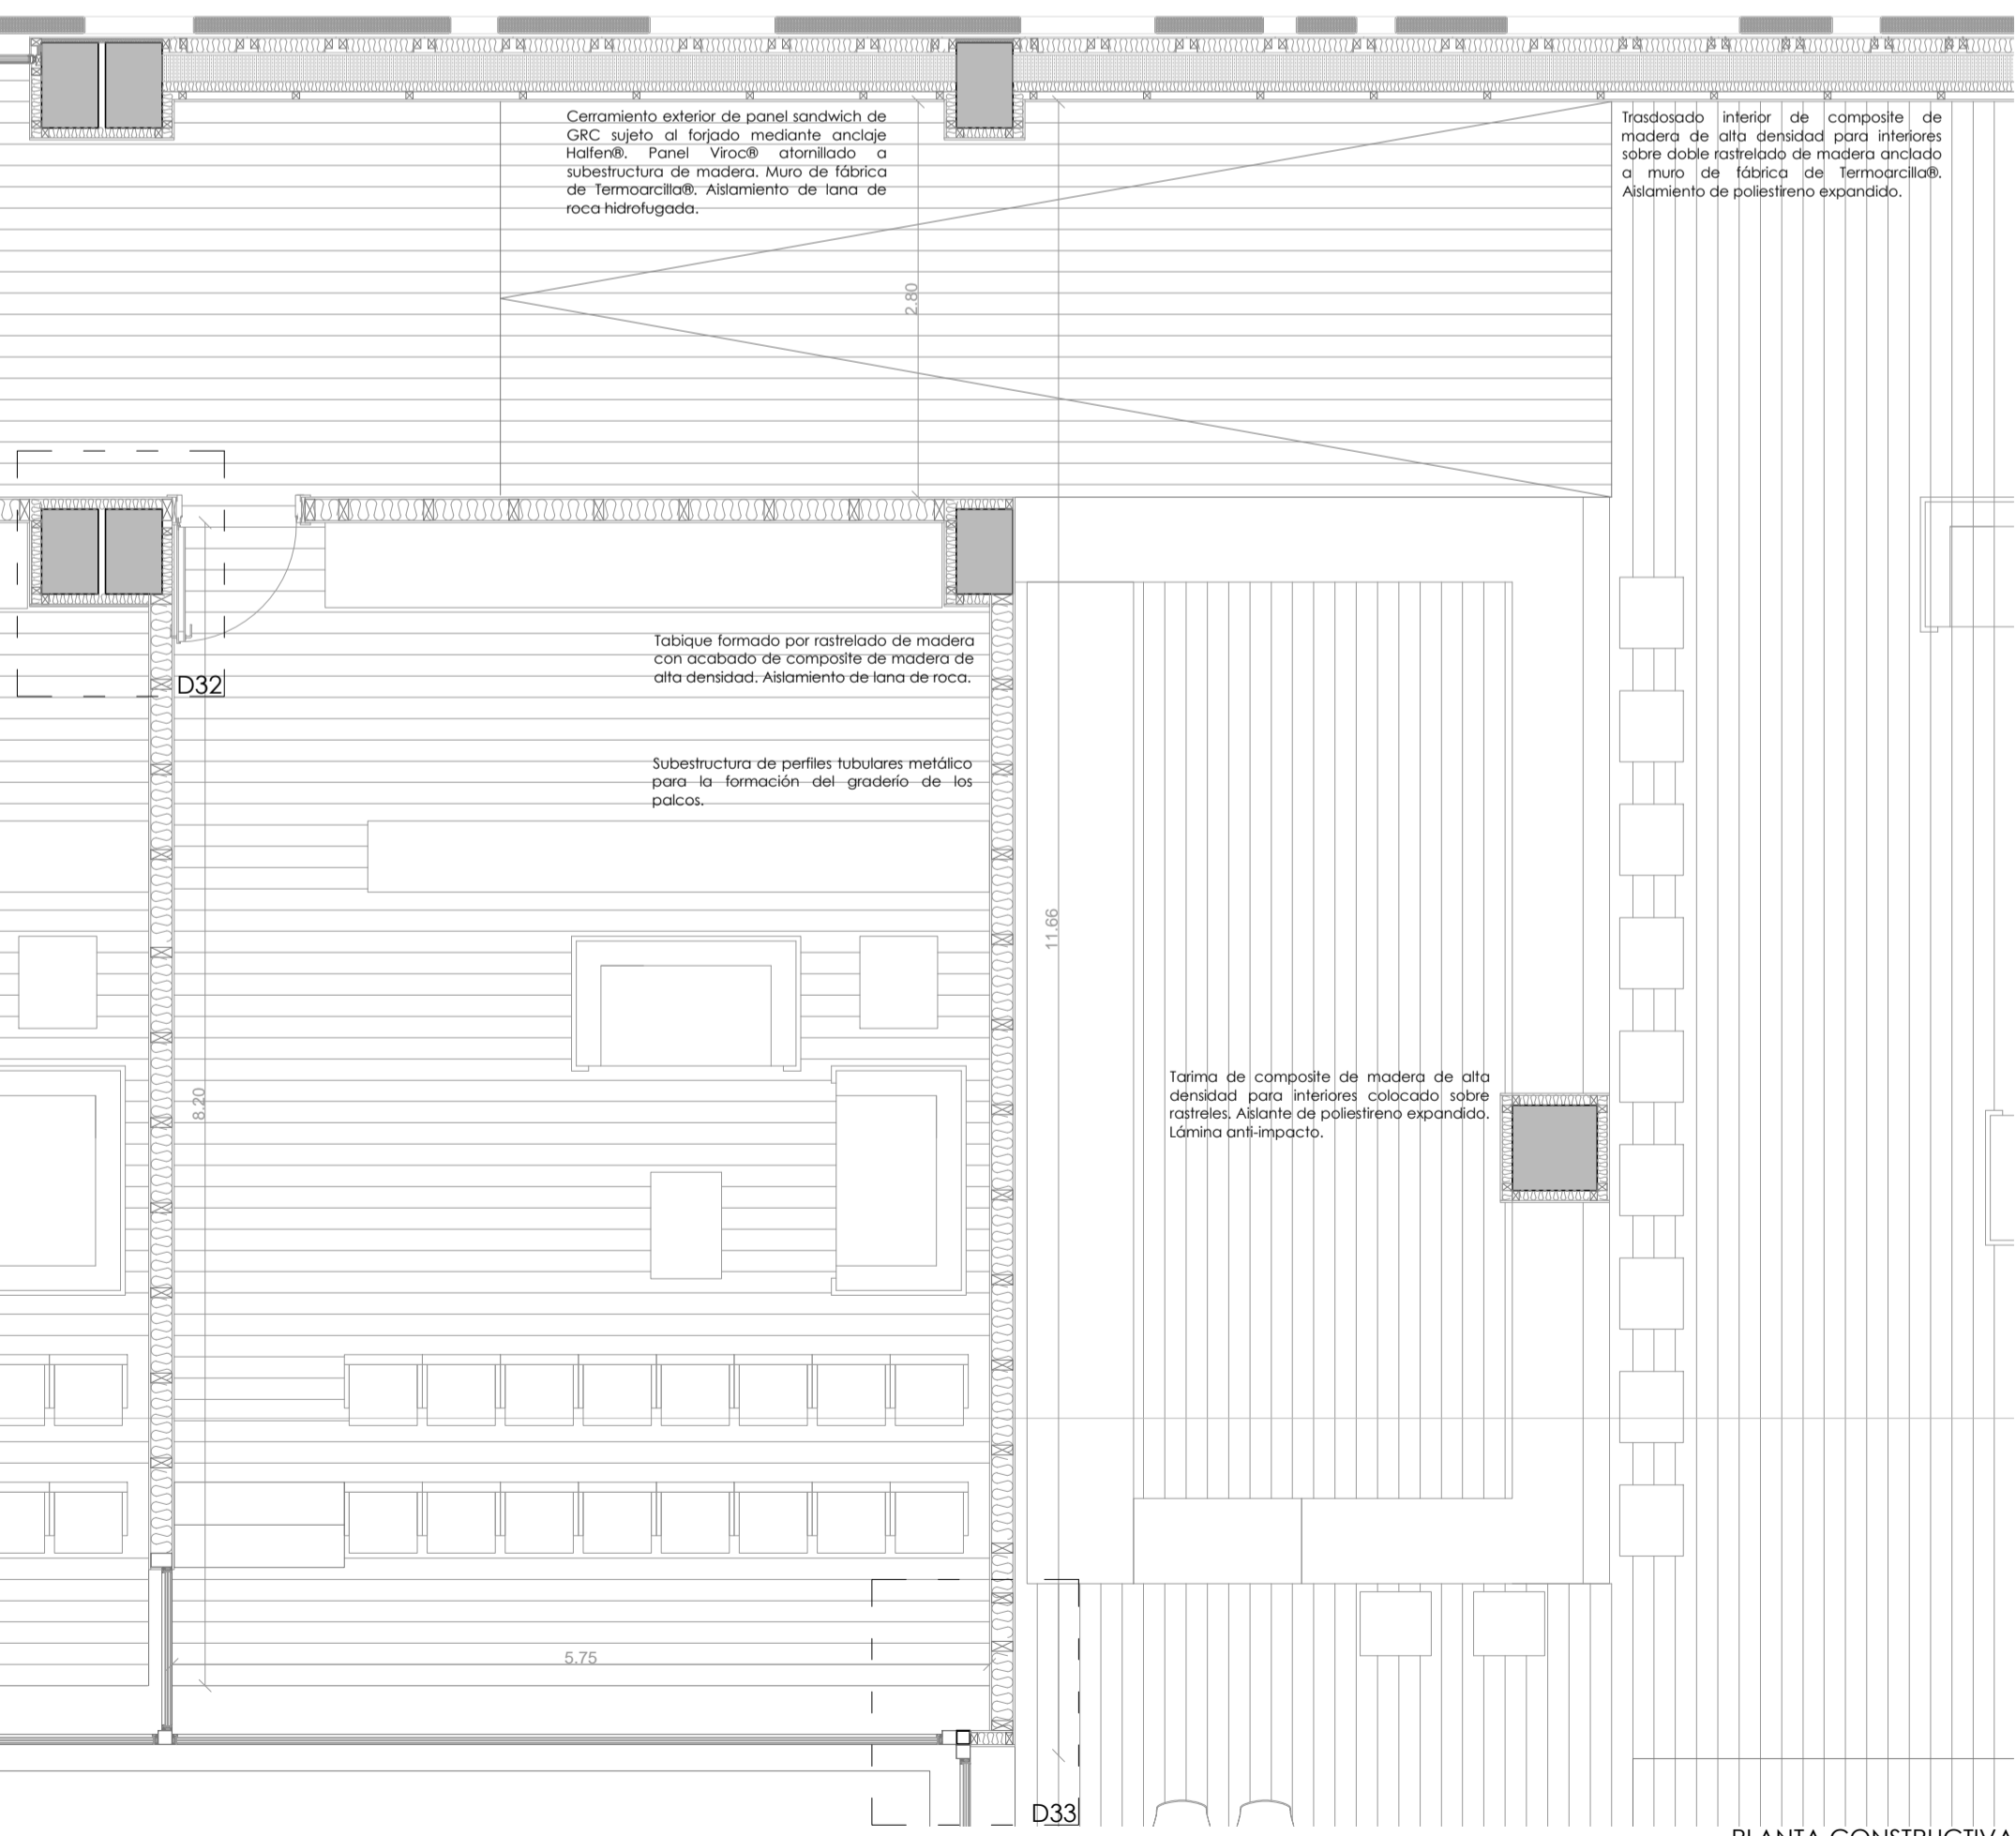 Cerramiento exterior de panel sandwich de
GRC sujeto al forjado mediante anclaje
Halfen®. Panel Viroc® atornillado a
subestructura de madera. Muro de fábrica
de Termoarcilla®. Aislamiento de lana de
roca hidrofugada.
Trasdosado interior de composite de
madera de alta densidad para interiores
sobre doble rastrelado de madera anclado
a muro de fábrica de Termoarcilla®.
Aislamiento de poliestireno expandido.
2.80
Tabique formado por rastrelado de madera
con acabado de composite de madera de
alta densidad. Aislamiento de lana de roca.
D32
Subestructura de perfiles tubulares metálico
para la formación del graderío de los
palcos.
11.66
8.20
Tarima de composite de madera de alta
densidad para interiores colocado sobre
rastreles. Aislante de poliestireno expandido.
Lámina anti-impacto.
5.75
D33
PLANTA CONSTRUCTIVA